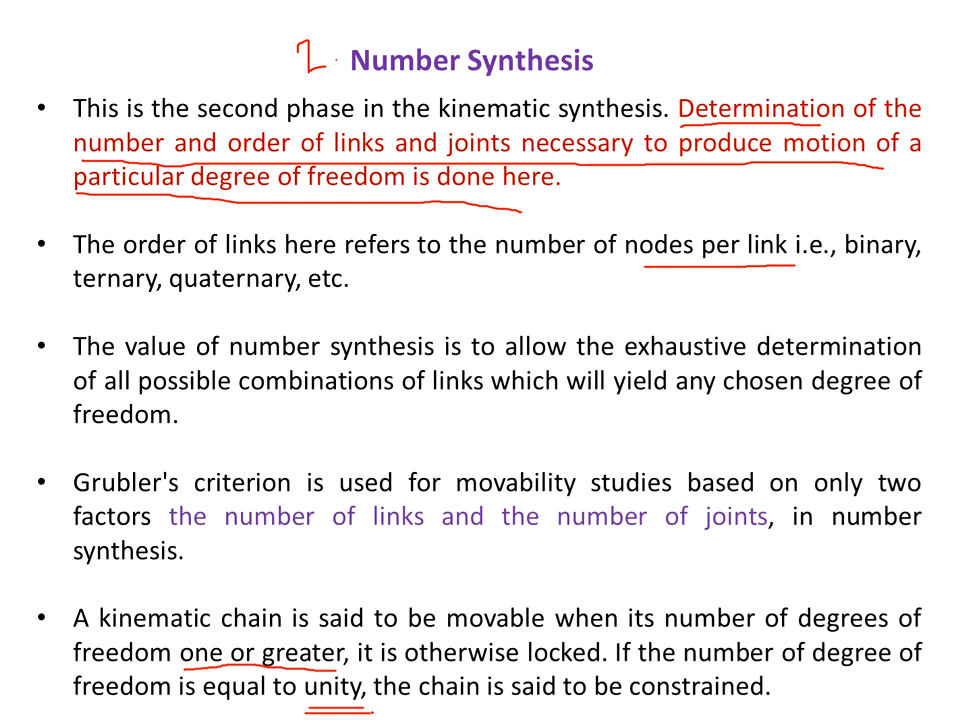 2. Number Synthesis
• This is the second phase in the kinematic synthesis. Determination of the
number and order of links and joints necessary to produce motion of a
particular degree of freedom is done here.
• The order of links here refers to the number of nodes per link i.e., binary,
ternary, quaternary, etc.
• The value of number synthesis is to allow the exhaustive determination
of all possible combinations of links which will yield any chosen degree of
freedom.
• Grubler's criterion is used for movability studies based on only two
factors the number of links and the number of joints, in number
synthesis.
• A kinematic chain is said to be movable when its number of degrees of
freedom one or greater, it is otherwise locked. If the number of degree of
freedom is equal to unity, the chain is said to be constrained.